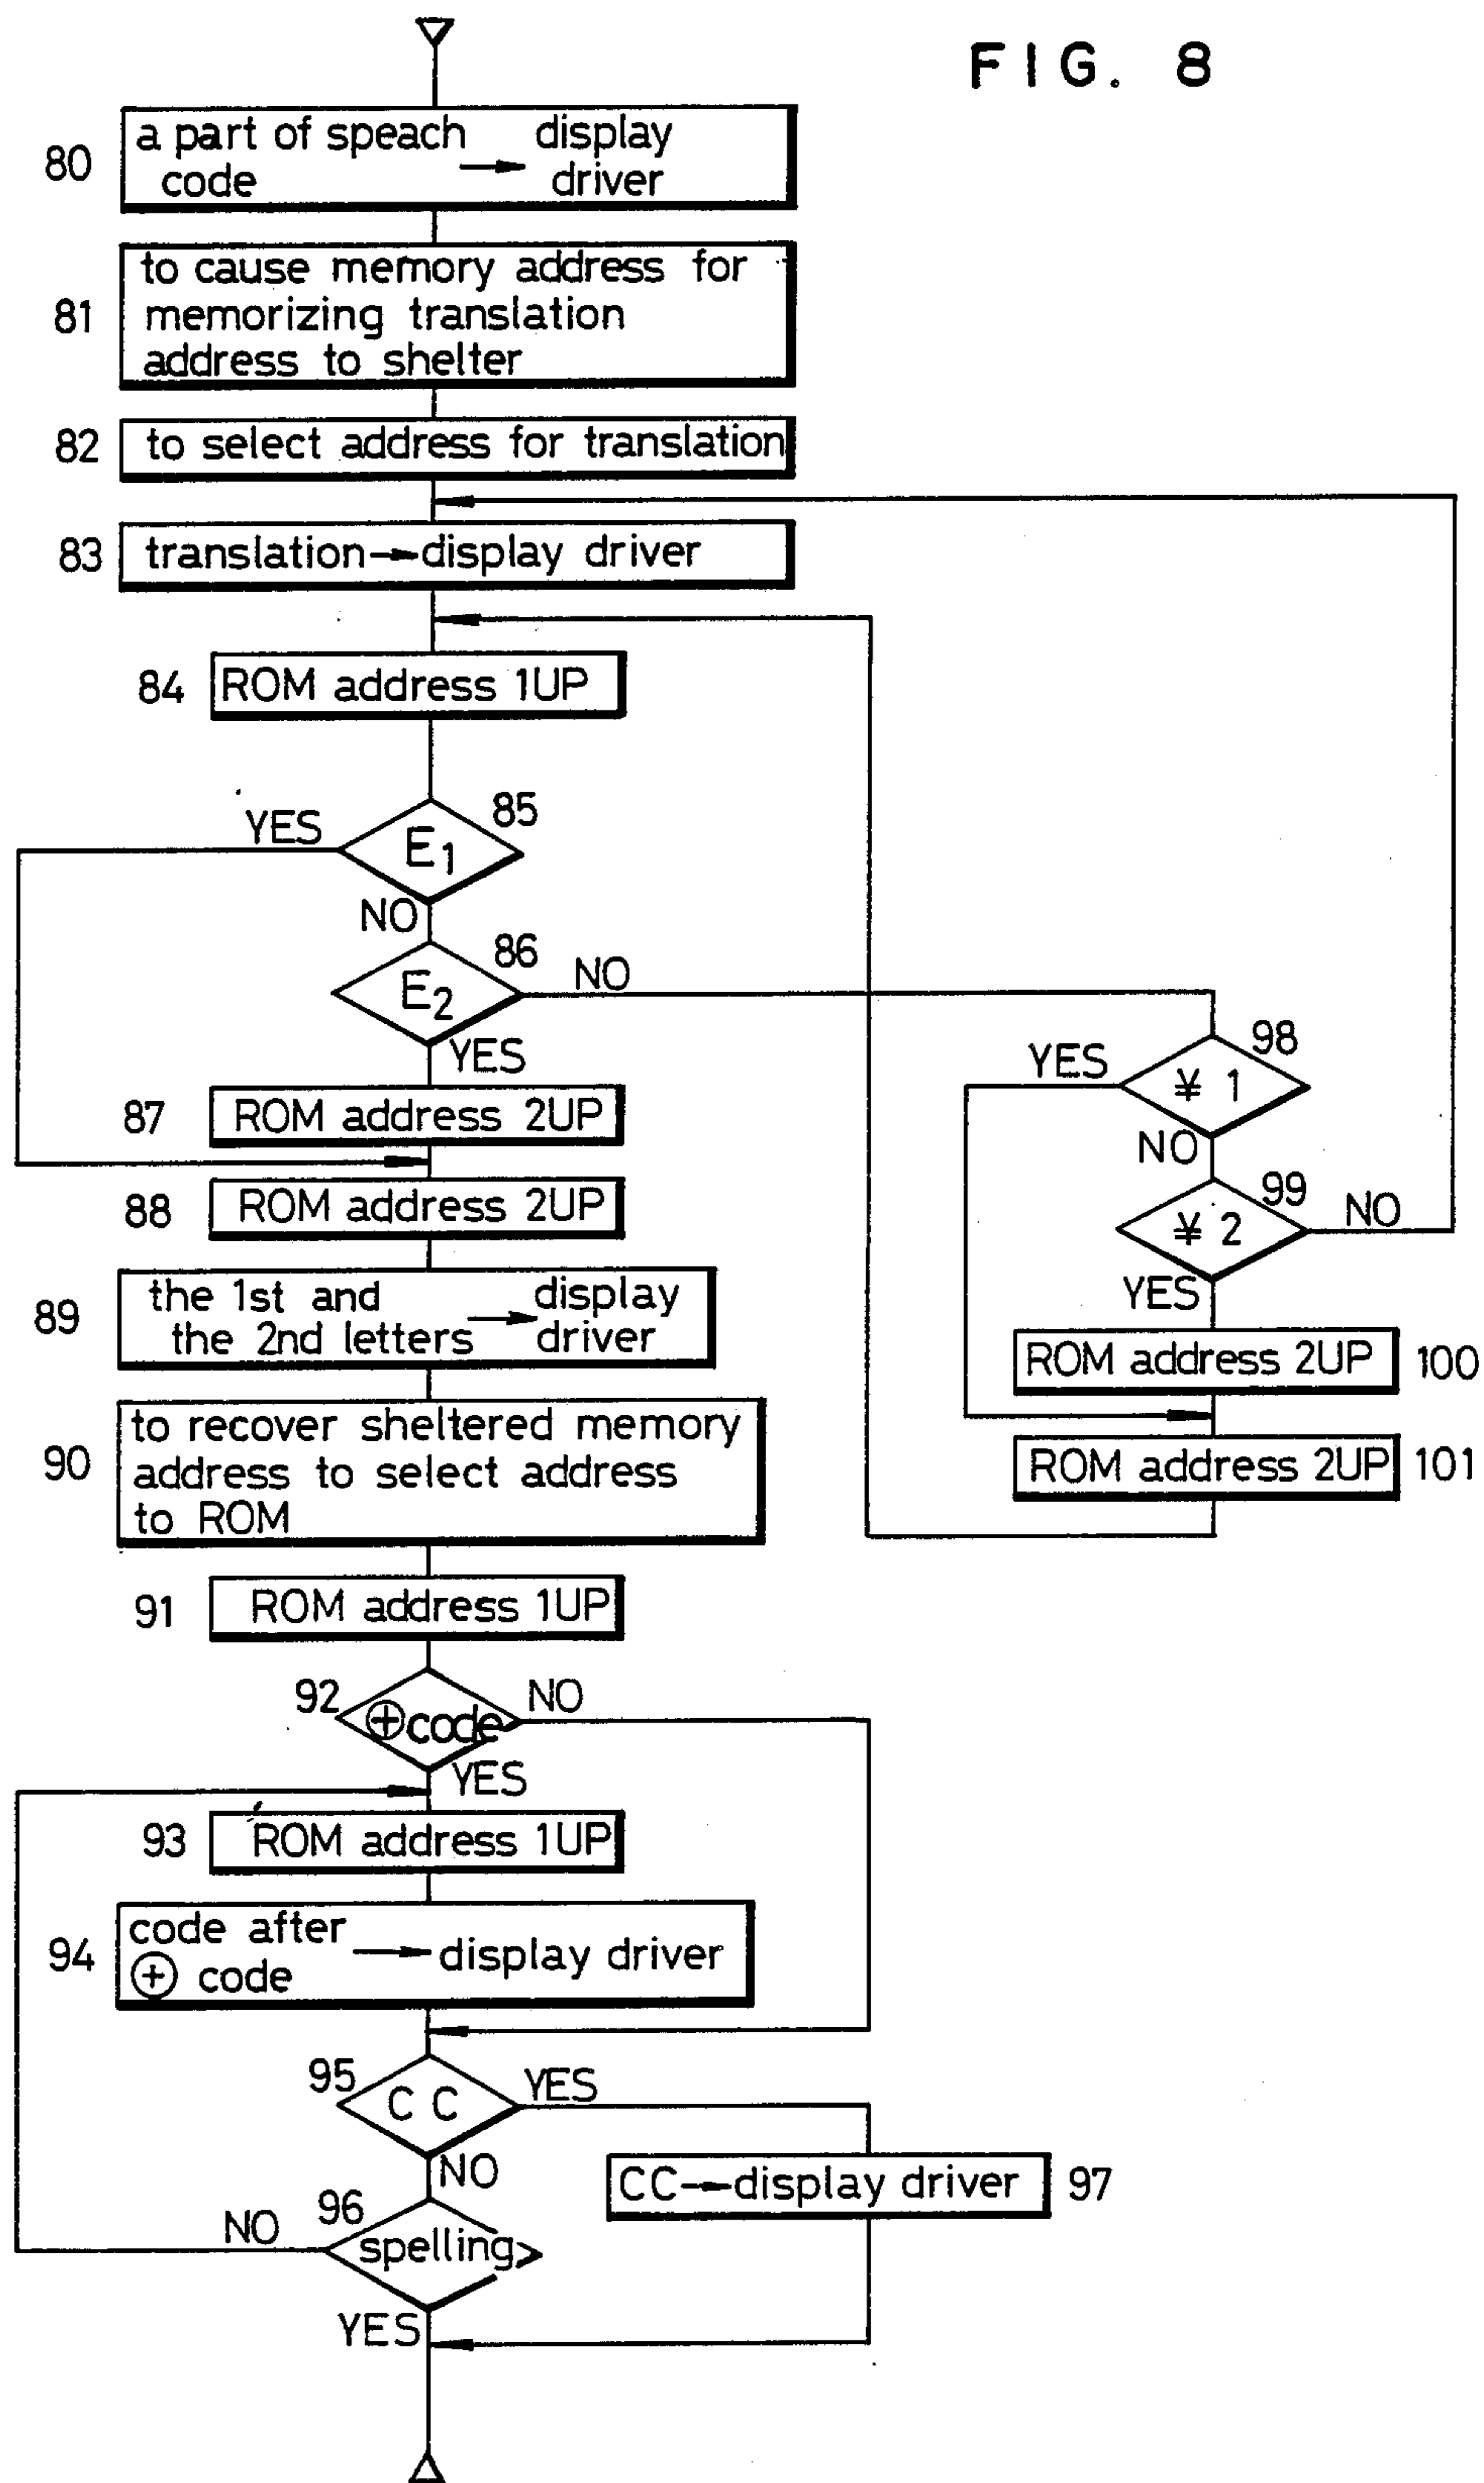 FIG. 8
80
a part of speach
code
display
driver
81
to cause memory address for
memorizing translation
address to shelter
82
to select address for translation
83
translation→display driver
84
ROM address 1UP
YES
85
E1
NO
86
E2
NO
YES
87
ROM address 2UP
88
ROM address 2UP
98
YES
¥ 1
NO
99
¥ 2
NO
YES
ROM address 2UP
100
ROM address 2UP
101
89
the 1st and
the 2nd letters
display
driver
90
to recover sheltered memory
address to select address
to ROM
91
ROM address 1UP
92
⊕code
NO
YES
93
ROM address 1UP
94
code after
⊕ code
→ display driver
95
C C
YES
NO
CC→display driver
97
96
spelling
NO
YES